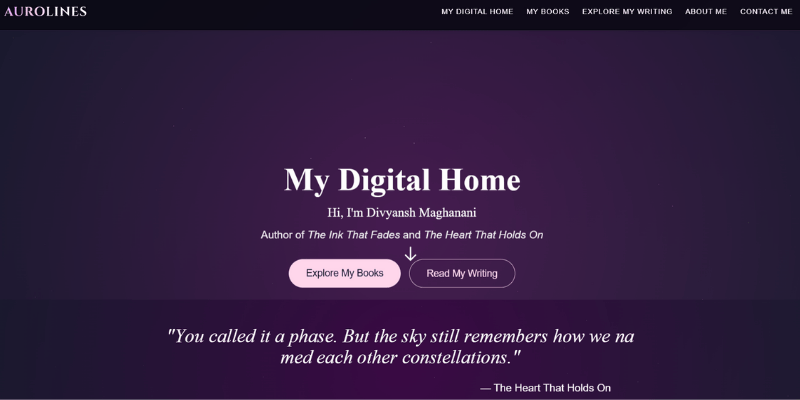 AUROLINES
MY DIGITAL HOME MY BOOKS EXPLORE MY WRITING ABOUT ME CONTACT ME
My Digital Home
Hi, I'm Divyansh Maghanani
Author of The Ink That Fades and The Heart That Holds On
Explore My Books Read My Writing
"You called it a phase. But the sky still remembers how we na
med each other constellations."
— The Heart That Holds On